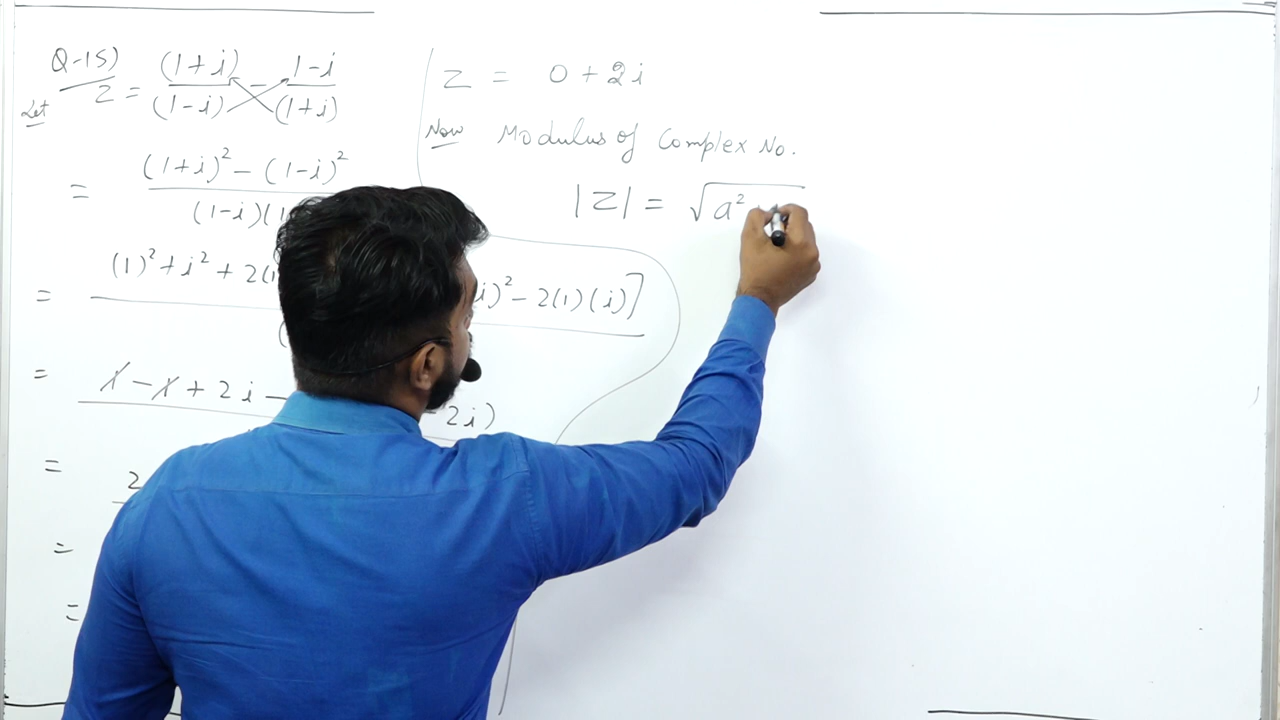 Q-15)
Let z = (1+i)/(1-i) - 1-i/(1+i)
= (1+i)² - (1-i)² / (1-i)(1
= (1)² + i² + 2(1 i)² - 2(1)(i)] / (
= 1 - 1 + 2i - 2i)
= 2
=
=
z = 0 + 2i
Now Modulus of Complex No.
|z| = √a²